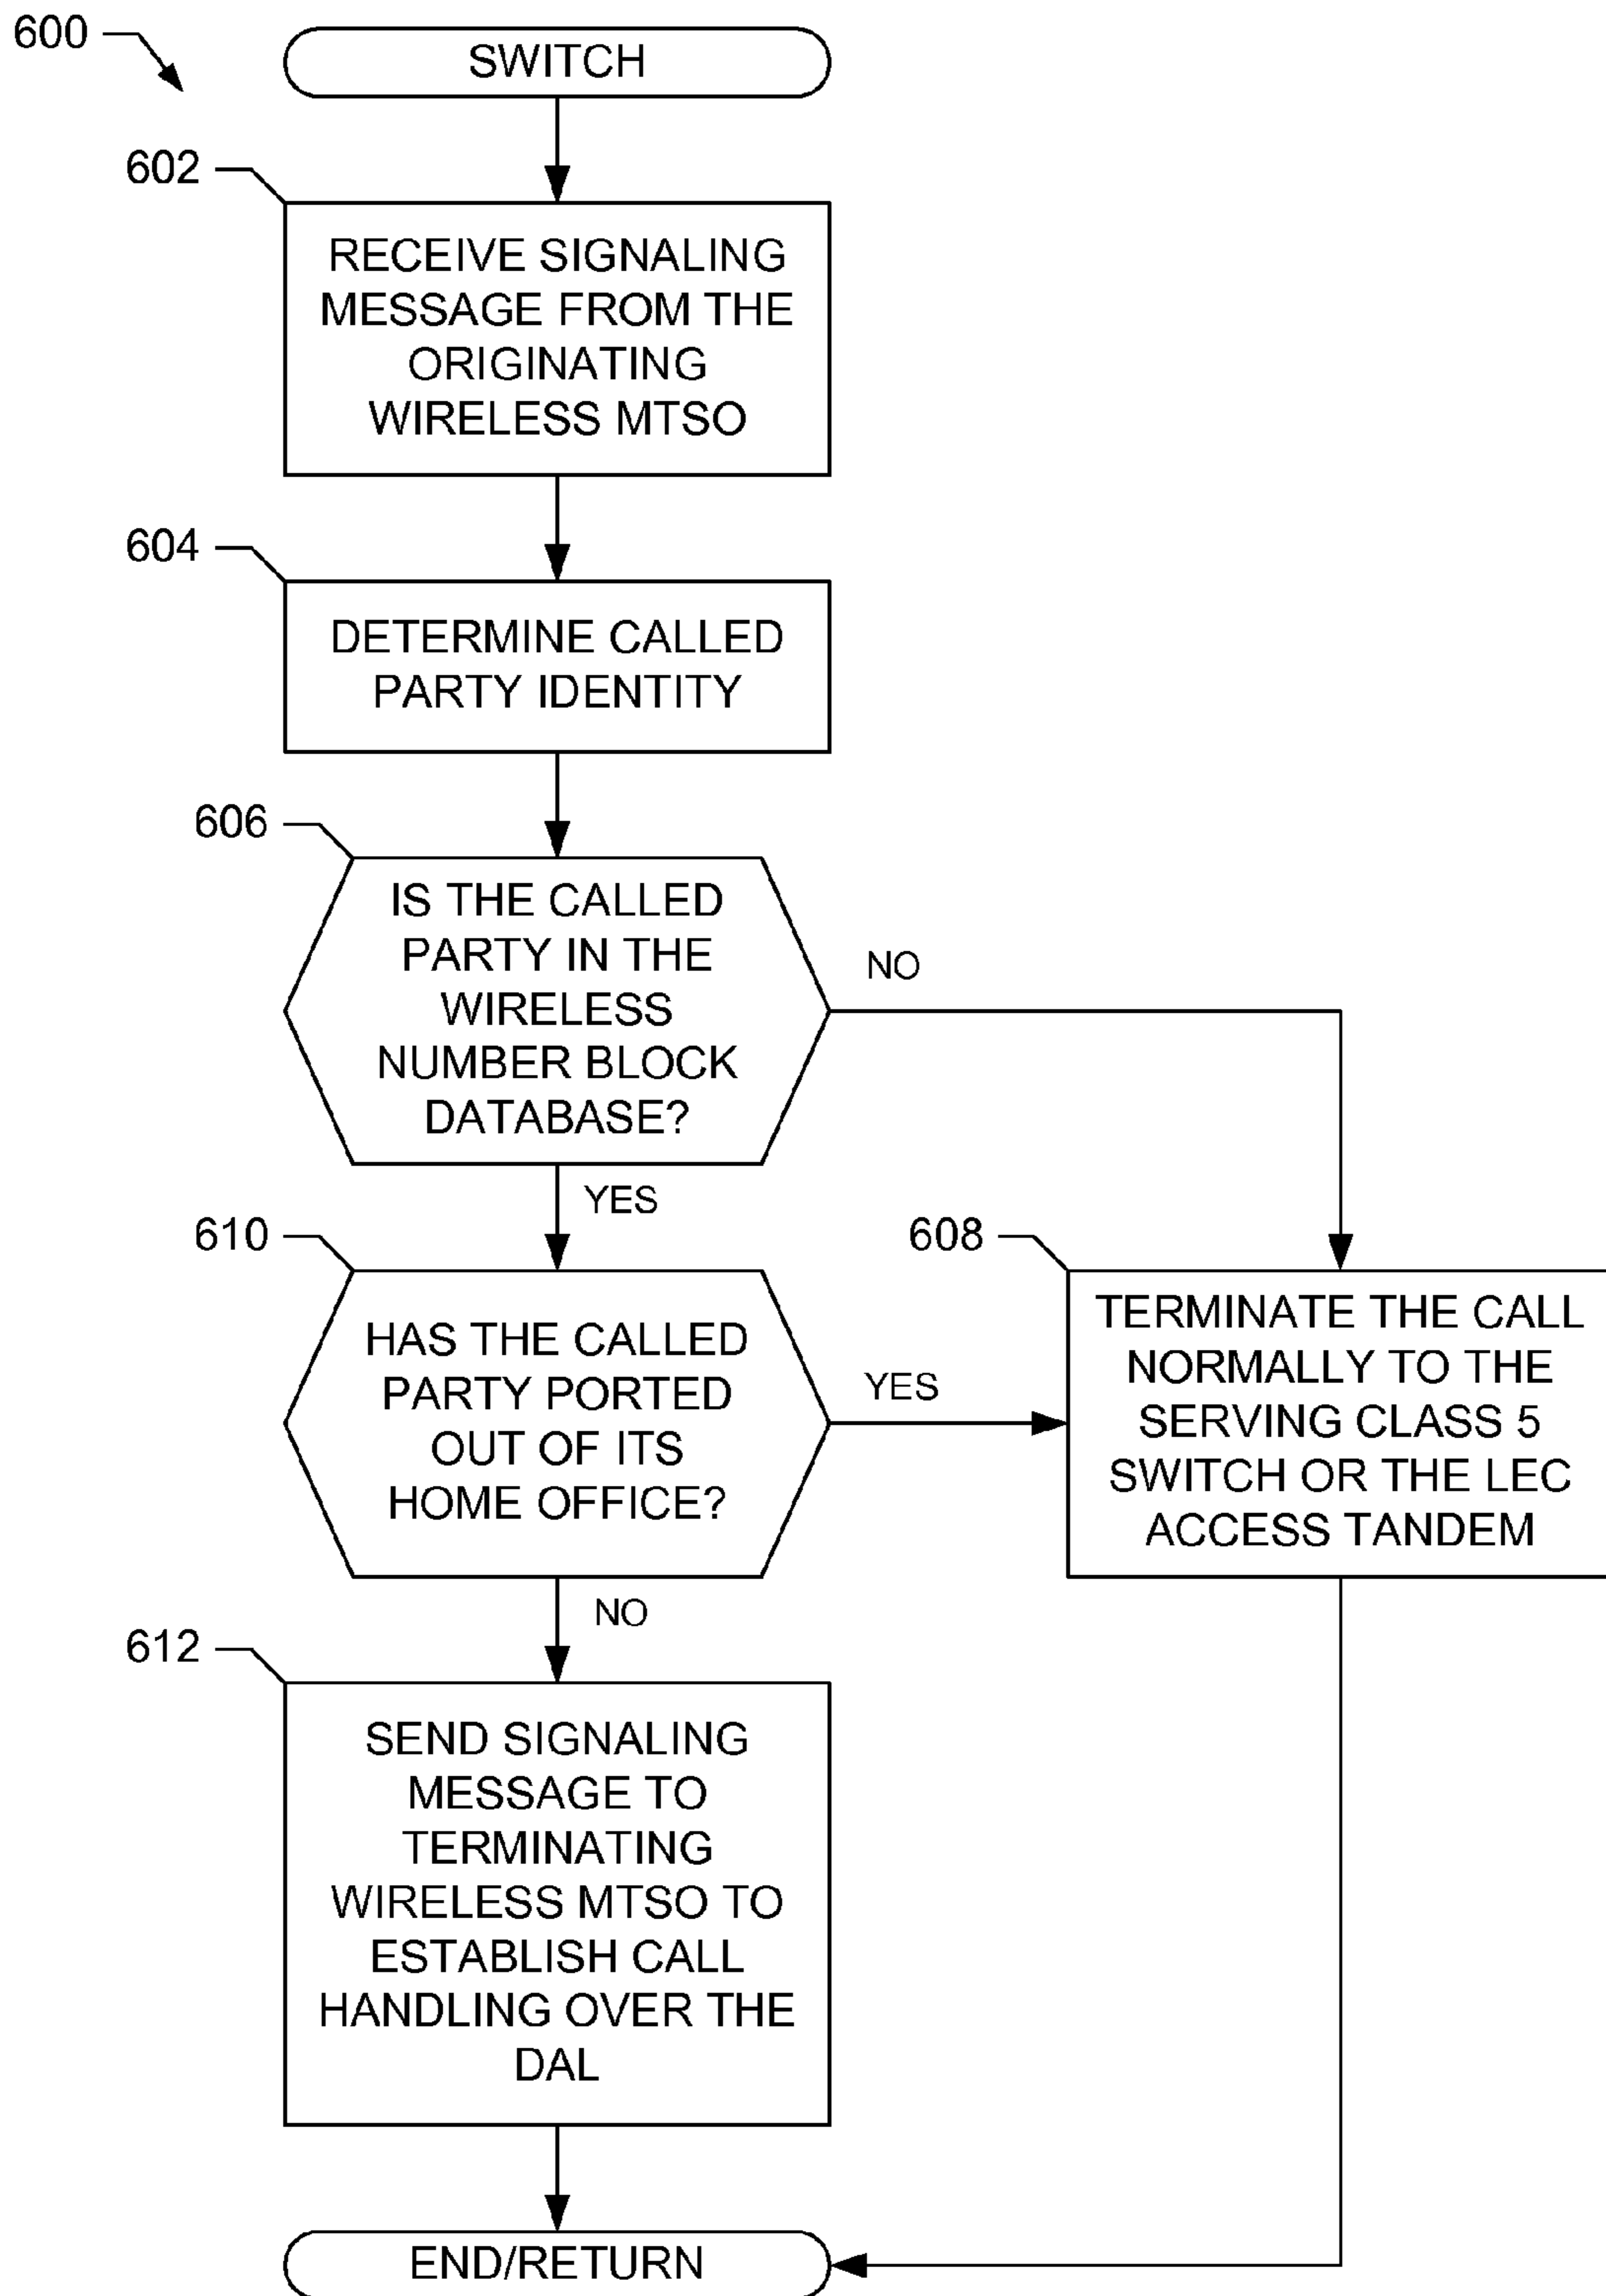 600
SWITCH
602
RECEIVE SIGNALING
MESSAGE FROM THE
ORIGINATING
WIRELESS MTSO
604
DETERMINE CALLED
PARTY IDENTITY
606
IS THE CALLED
PARTY IN THE
WIRELESS
NUMBER BLOCK
DATABASE?
NO
YES
610
HAS THE CALLED
PARTY PORTED
OUT OF ITS
HOME OFFICE?
YES
608
TERMINATE THE CALL
NORMALLY TO THE
SERVING CLASS 5
SWITCH OR THE LEC
ACCESS TANDEM
NO
612
SEND SIGNALING
MESSAGE TO
TERMINATING
WIRELESS MTSO TO
ESTABLISH CALL
HANDLING OVER THE
DAL
END/RETURN